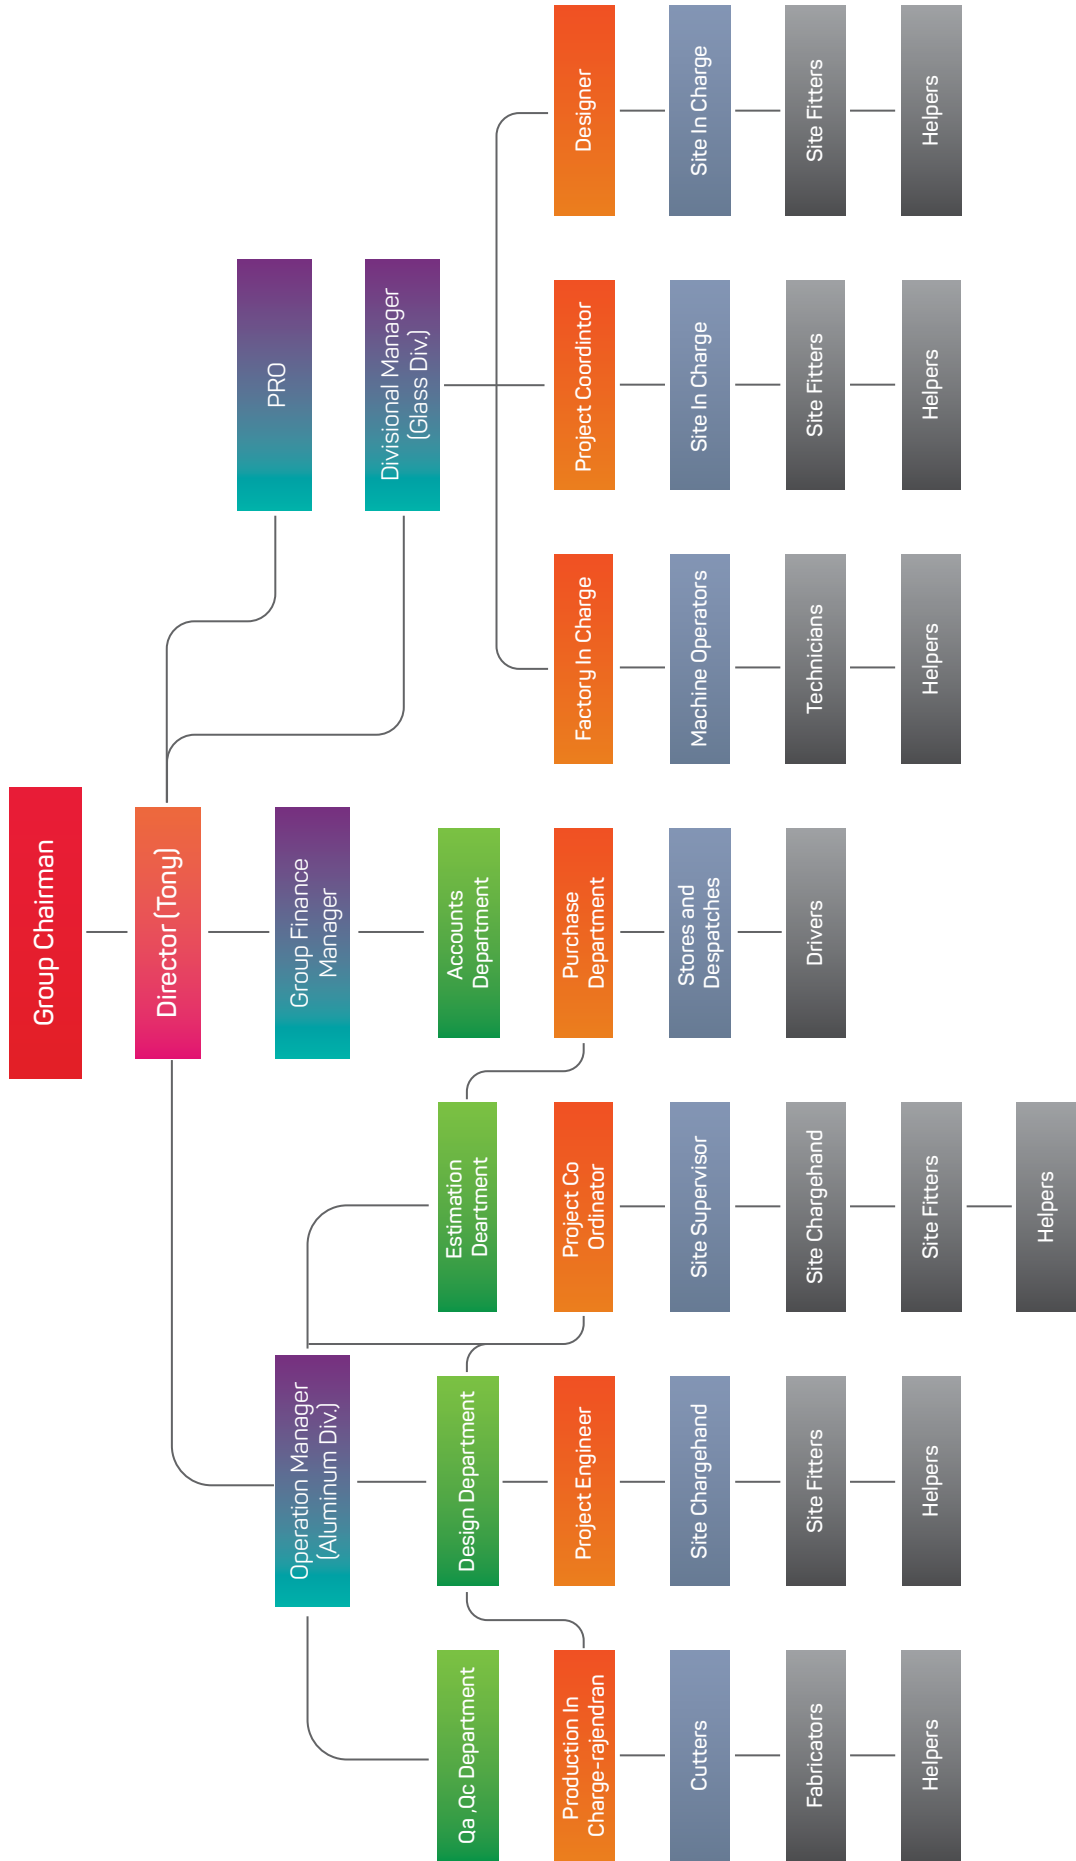 Group Chairman
Director (Tony)
PRO
Operation Manager
(Aluminum Div.)
Group Finance
Manager
Divisional Manager
(Glass Div.)
Qa ,Qc Department
Design Department
Estimation
Deartment
Accounts
Department
Production In
Charge-rajendran
Project Engineer
Project Co
Ordinator
Purchase
Department
Factory In Charge
Project Coordintor
Designer
Cutters
Site Chargehand
Site Supervisor
Stores and
Despatches
Machine Operators
Site In Charge
Site In Charge
Fabricators
Site Fitters
Site Chargehand
Drivers
Technicians
Site Fitters
Site Fitters
Helpers
Helpers
Site Fitters
Helpers
Helpers
Helpers
Helpers